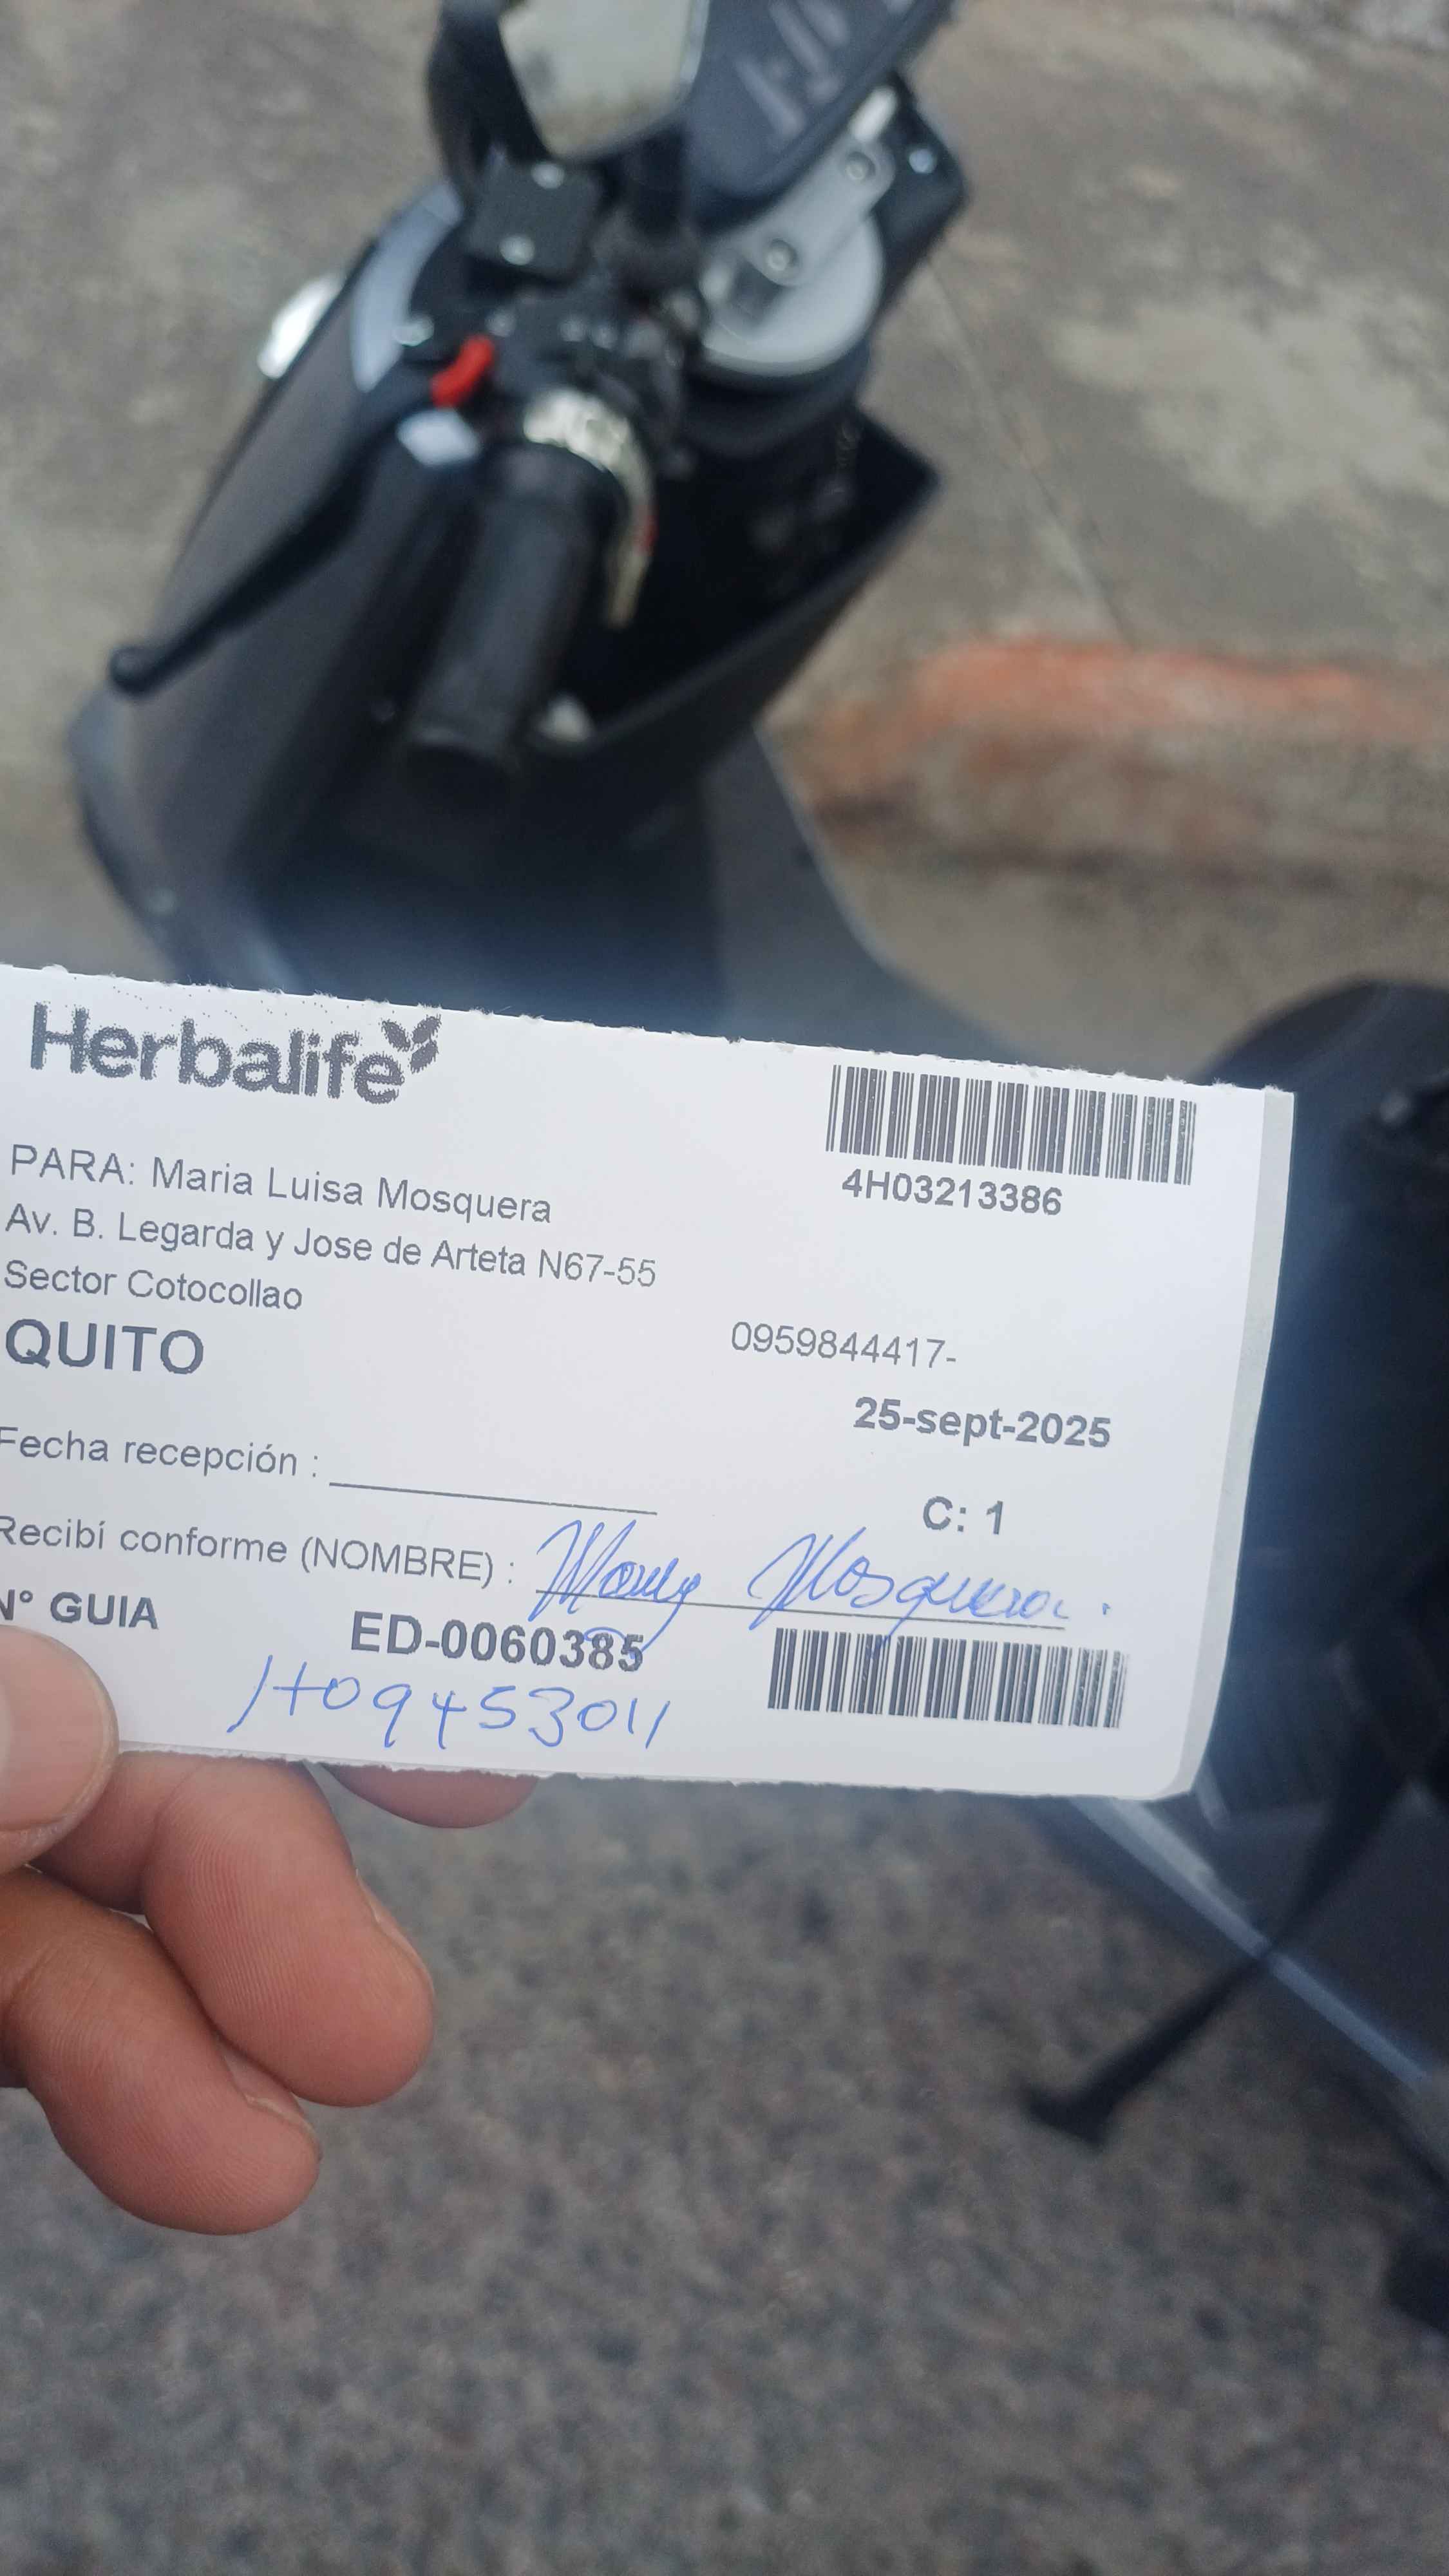 Herbalife
4H03213386
PARA: Maria Luisa Mosquera
Av. B. Legarda y Jose de Arteta N67-55
Sector Cotocollao
QUITO
0959844417-
25-sept-2025
Fecha recepción :
C: 1
Recibí conforme (NOMBRE) : Mosquera.
N° GUIA ED-0060385